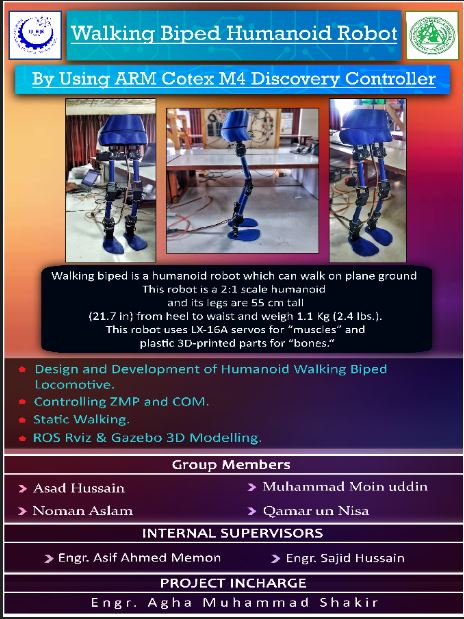 Walking Biped Humanoid Robot
By Using ARM Cotex M4 Discovery Controller
Walking biped is a humanoid robot which can walk on plane ground
This robot is a 2:1 scale humanoid
and its legs are 55 cm tall
(21.7 in) from heel to waist and weigh 1.1 Kg (2.4 lbs.).
This robot uses LX-16A servos for “muscles” and
plastic 3D-printed parts for “bones.“
Design and Development of Humanoid Walking Biped
Locomotive.
Controlling ZMP and COM.
Static Walking.
ROS Rviz & Gazebo 3D Modelling.
Group Members
Asad Hussain
Muhammad Moin uddin
Noman Aslam
Qamar un Nisa
INTERNAL SUPERVISORS
Engr. Asif Ahmed Memon
Engr. Sajid Hussain
PROJECT INCHARGE
Engr. Agha Muhammad Shakir